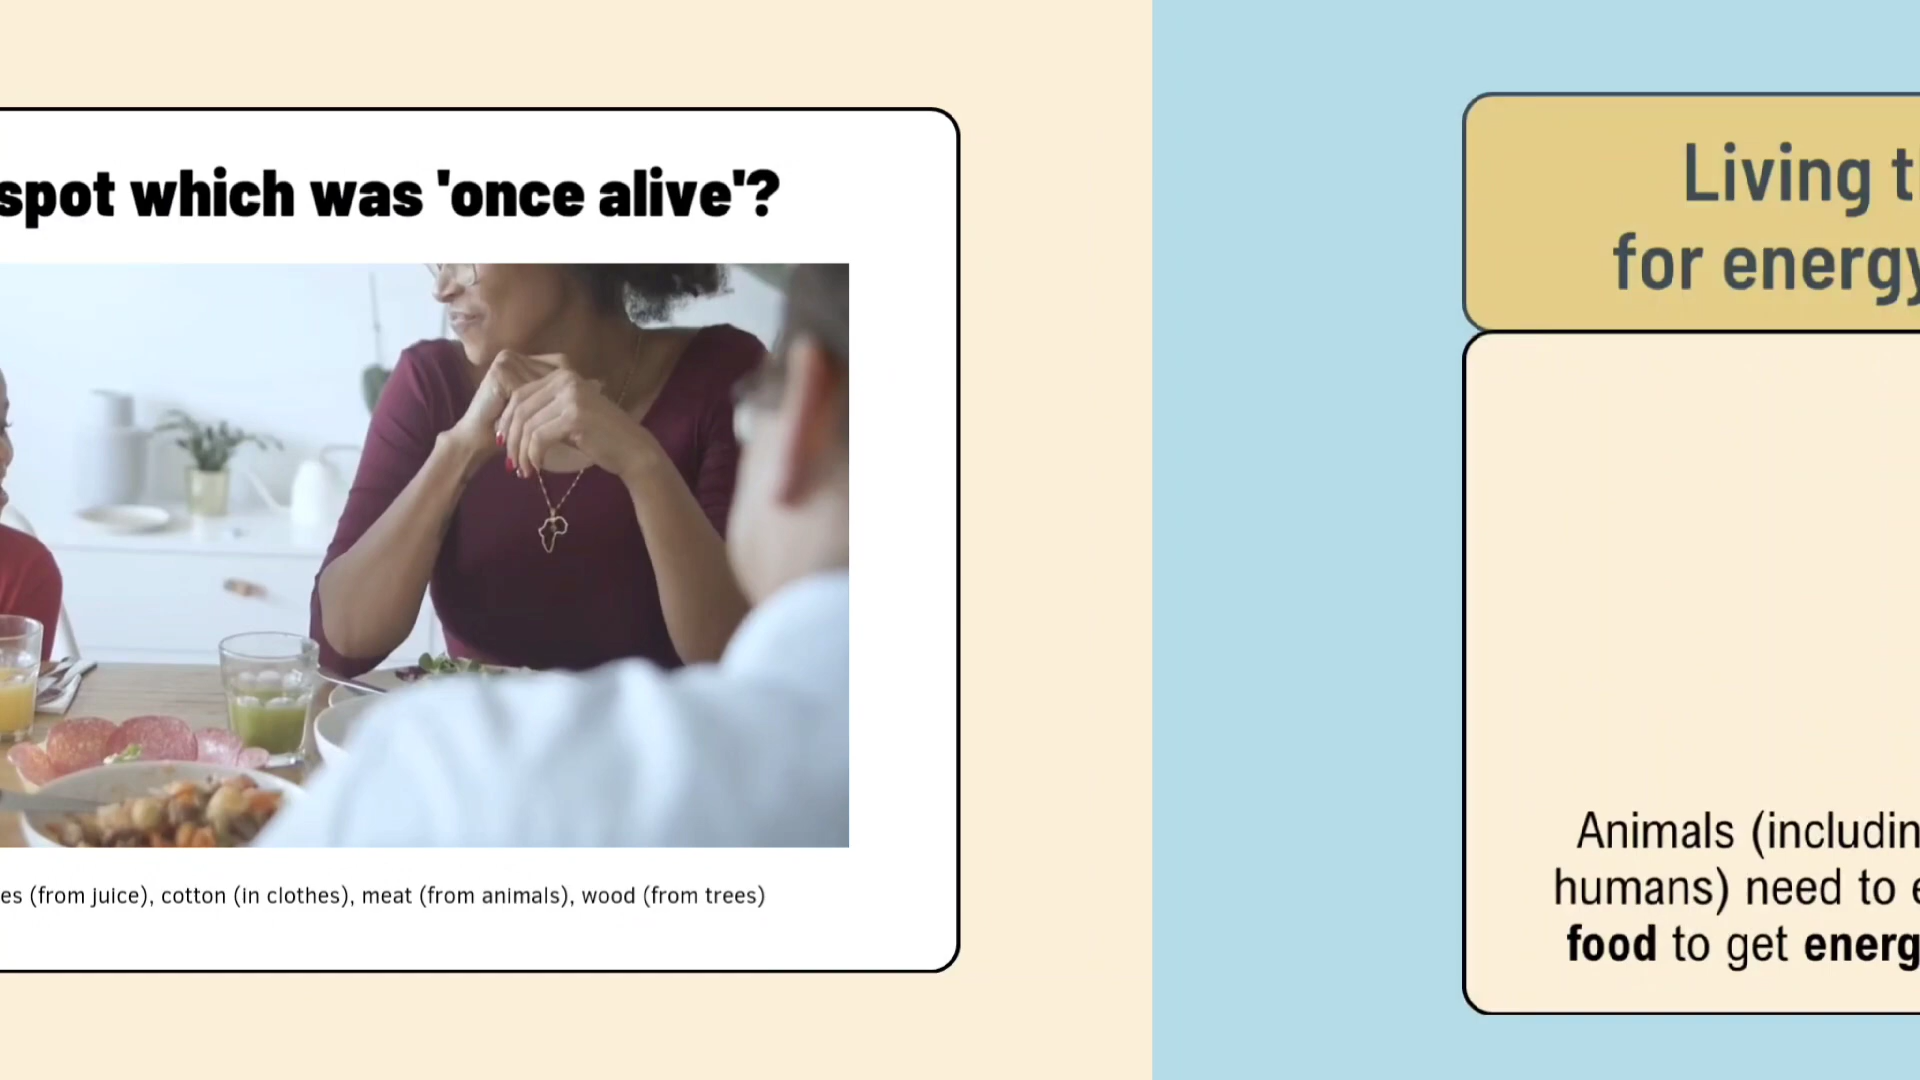 spot which was 'once alive'?
es (from juice), cotton (in clothes), meat (from animals), wood (from trees)
Living t
for energy
Animals (includin
humans) need to e
food to get energ